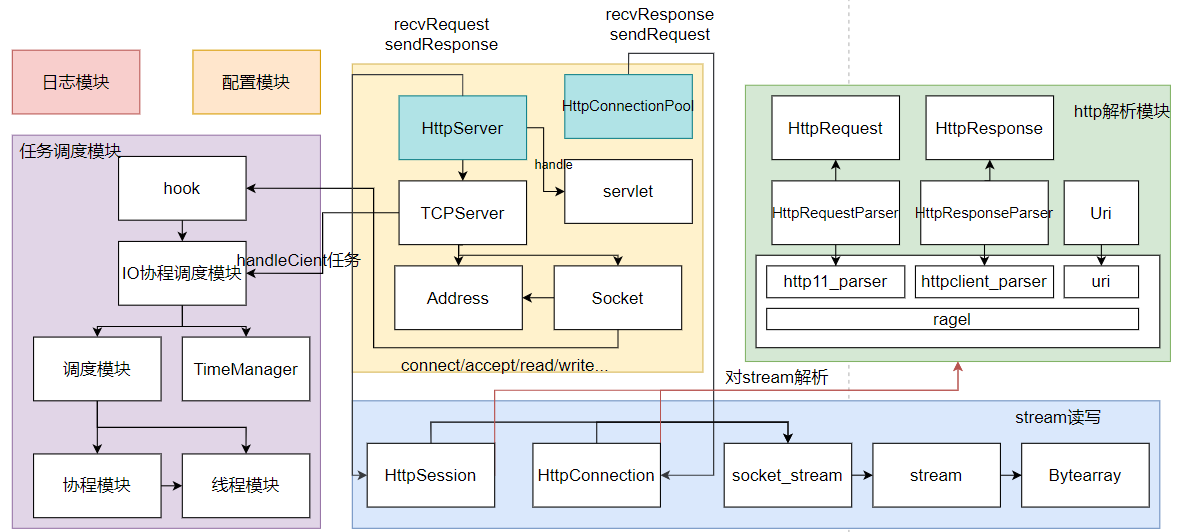 recvRequest
sendResponse
recvResponse
sendRequest
日志模块
配置模块
任务调度模块
hook
IO协程调度模块
调度模块
TimeManager
协程模块
线程模块
HttpServer
HttpConnectionPool
handle
servlet
TCPServer
handleCient任务
Address
Socket
connect/accept/read/write...
http解析模块
HttpRequest
HttpResponse
HttpRequestParser
HttpResponseParser
Uri
http11_parser
httpclient_parser
uri
ragel
对stream解析
stream读写
HttpSession
HttpConnection
socket_stream
stream
Bytearray